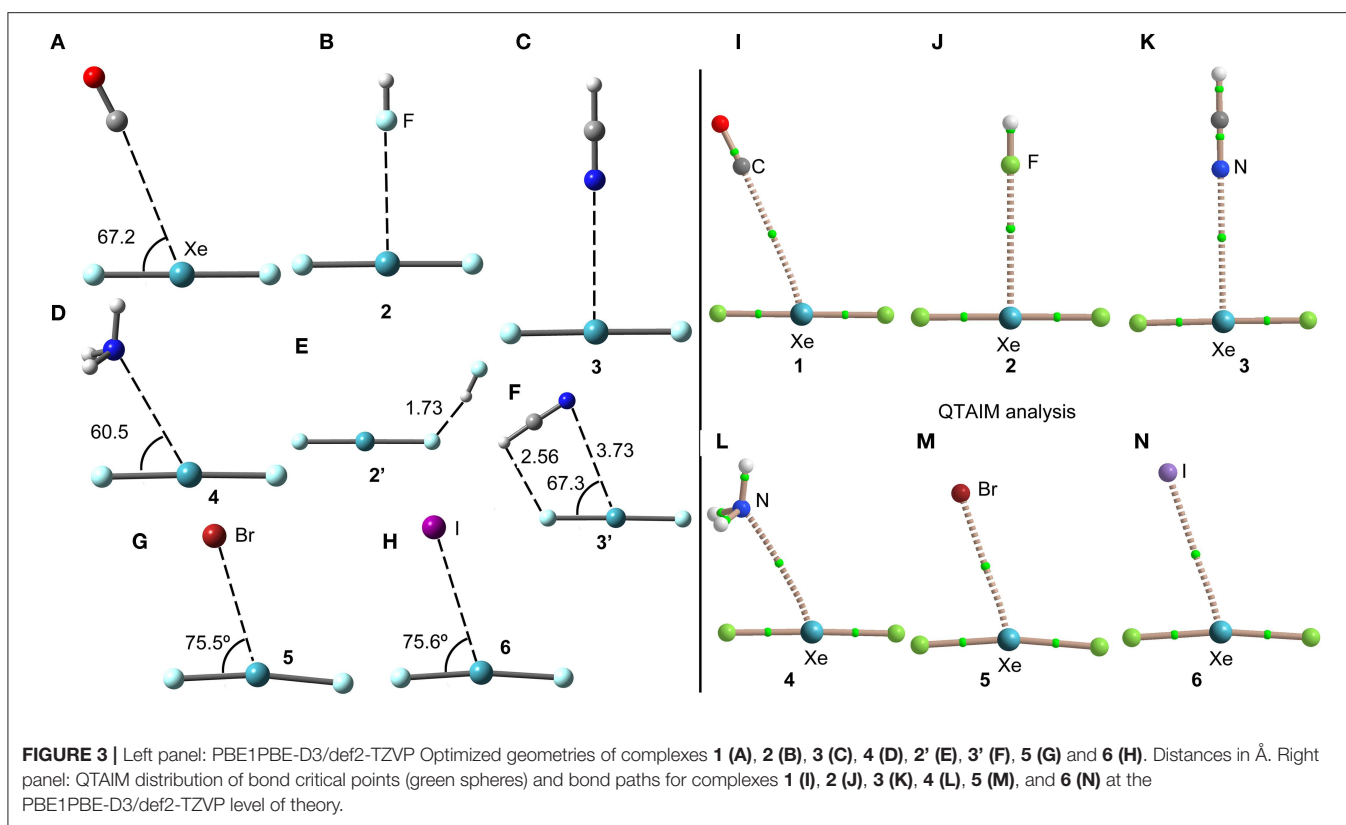 A
B
C
I
J
K
F
C
F
N
67.2
Xe
2
Xe
1
Xe
2
Xe
3
D
E
3
F
QTAIM analysis
60.5
4
1.73
2'
2.56
3.73
67.3
3'
L
M
N
N
Br
I
G
Br
H
I
75.5º
5
75.6º
6
Xe
4
Xe
5
Xe
6
FIGURE 3 | Left panel: PBE1PBE-D3/def2-TZVP Optimized geometries of complexes 1 (A), 2 (B), 3 (C), 4 (D), 2' (E), 3' (F), 5 (G) and 6 (H). Distances in Å. Right
panel: QTAIM distribution of bond critical points (green spheres) and bond paths for complexes 1 (I), 2 (J), 3 (K), 4 (L), 5 (M), and 6 (N) at the
PBE1PBE-D3/def2-TZVP level of theory.